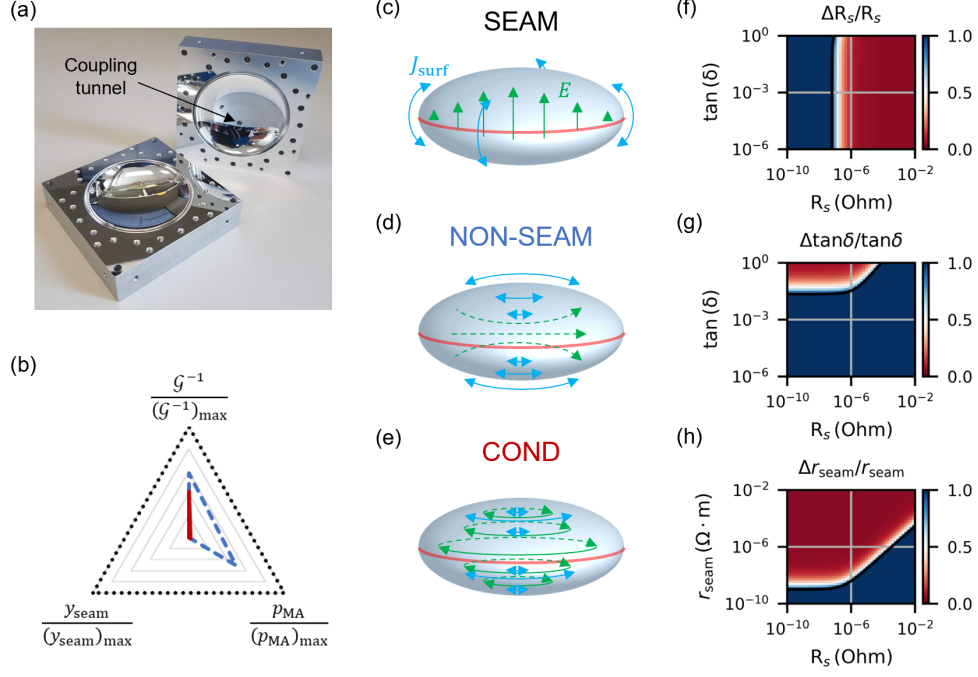 (a)
Coupling
tunnel
(b)
𝒢⁻¹
(𝒢⁻¹)max
yseam
(yseam)max
pMA
(pMA)max
(c)
SEAM
Jsurf
E
(d)
NON-SEAM
(e)
COND
(f)
ΔRs/Rs
tan (δ)
10⁰
10⁻³
10⁻⁶
10⁻¹⁰
10⁻⁶
10⁻²
Rs (Ohm)
1.0
0.5
0.0
(g)
Δtanδ/tanδ
tan (δ)
10⁰
10⁻³
10⁻⁶
10⁻¹⁰
10⁻⁶
10⁻²
Rs (Ohm)
1.0
0.5
0.0
(h)
Δrseam/rseam
rseam (Ω · m)
10⁻²
10⁻⁶
10⁻¹⁰
10⁻¹⁰
10⁻⁶
10⁻²
Rs (Ohm)
1.0
0.5
0.0